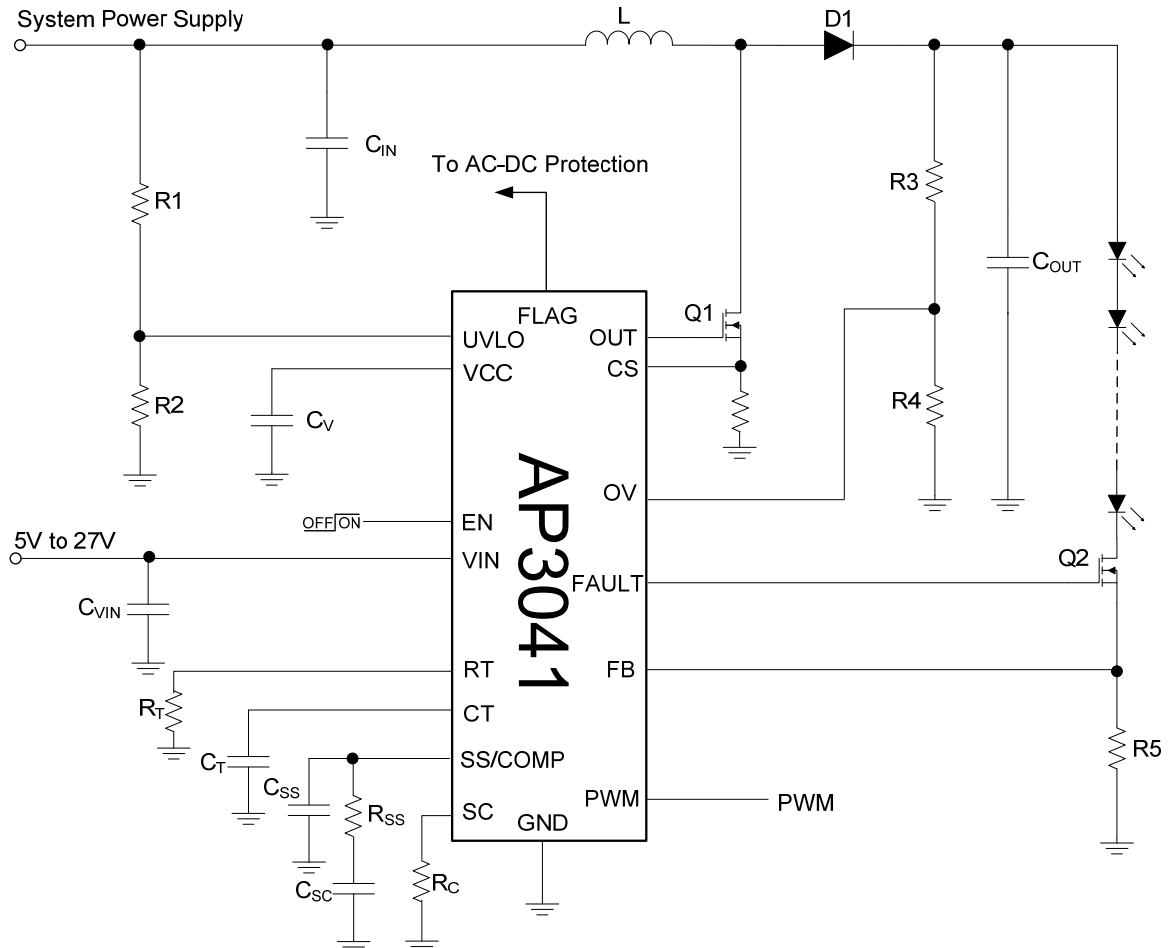 System Power Supply
L
D1
C_IN
To AC-DC Protection
R1
R3
C_OUT
FLAG
Q1
UVLO
OUT
VCC
CS
R2
C_V
R4
AP3041
OV
OFF ON
EN
5V to 27V
VIN
Q2
FAULT
C_VIN
RT
FB
R_T
CT
C_T
SS/COMP
R5
C_SS
R_SS
SC
PWM
PWM
GND
C_SC
R_C